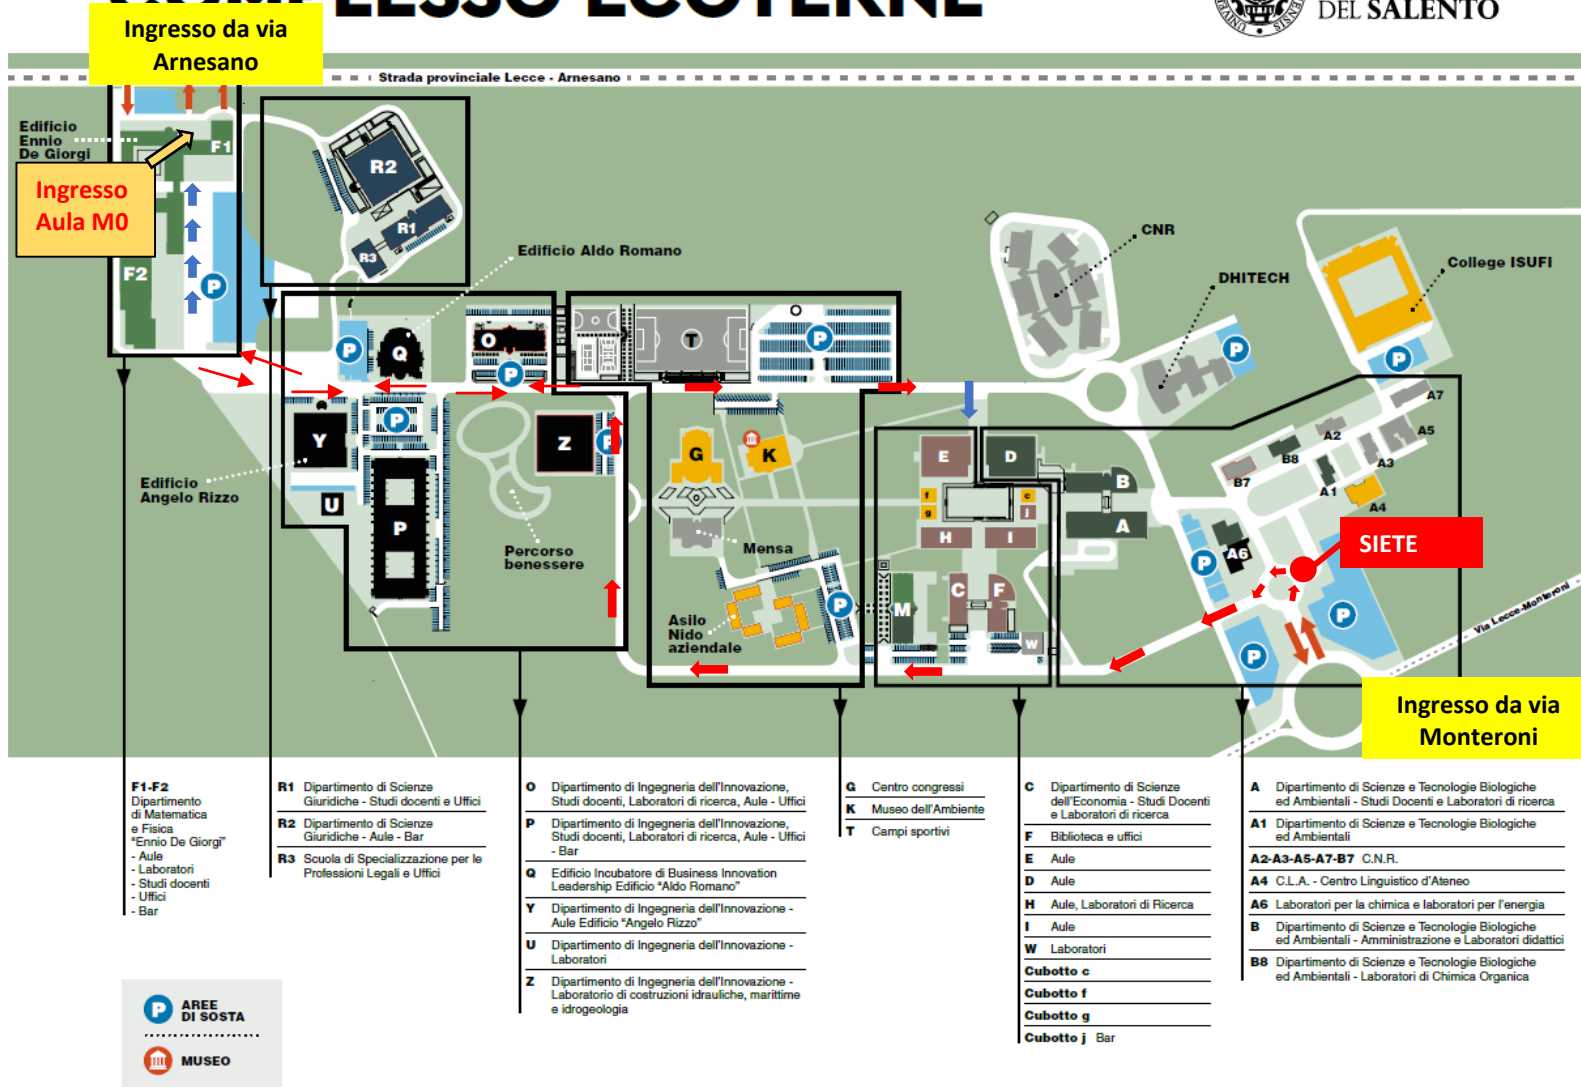 COMPLESSO ECOTEKNE
DEL SALENTO
Ingresso da via
Arnesano
Strada provinciale Lecce - Arnesano
Edificio
Ennio
De Giorgi
F1
Ingresso
Aula M0
F2
P
R2
R1
R3
Edificio Aldo Romano
CNR
DHITECH
College ISUFI
P
Q
O
P
T
P
P
P
Y
P
Z
P
G
K
E
D
B
A
f
g
c
j
H
I
A7
A2
A5
B8
A3
B7
A1
A4
Edificio
Angelo Rizzo
U
P
Percorso
benessere
Mensa
SIETE
A6
P
Asilo
Nido
aziendale
P
M
C
F
W
P
P
Via Lecce-Monteroni
Ingresso da via
Monteroni
F1-F2
Dipartimento
di Matematica
e Fisica
“Ennio De Giorgi”
- Aule
- Laboratori
- Studi docenti
- Uffici
- Bar
R1 Dipartimento di Scienze
Giuridiche - Studi docenti e Uffici
R2 Dipartimento di Scienze
Giuridiche - Aule - Bar
R3 Scuola di Specializzazione per le
Professioni Legali e Uffici
O Dipartimento di Ingegneria dell'Innovazione,
Studi docenti, Laboratori di ricerca, Aule - Uffici
P Dipartimento di Ingegneria dell'Innovazione,
Studi docenti, Laboratori di ricerca, Aule - Uffici
- Bar
Q Edificio Incubatore di Business Innovation
Leadership Edificio “Aldo Romano”
Y Dipartimento di Ingegneria dell'Innovazione -
Aule Edificio “Angelo Rizzo”
U Dipartimento di Ingegneria dell'Innovazione -
Laboratori
Z Dipartimento di Ingegneria dell'Innovazione -
Laboratorio di costruzioni idrauliche, marittime
e idrogeologia
G Centro congressi
K Museo dell'Ambiente
T Campi sportivi
C Dipartimento di Scienze
dell'Economia - Studi Docenti
e Laboratori di ricerca
F Biblioteca e uffici
E Aule
D Aule
H Aule, Laboratori di Ricerca
I Aule
W Laboratori
Cubotto c
Cubotto f
Cubotto g
Cubotto j Bar
A Dipartimento di Scienze e Tecnologie Biologiche
ed Ambientali - Studi Docenti e Laboratori di ricerca
A1 Dipartimento di Scienze e Tecnologie Biologiche
ed Ambientali
A2-A3-A5-A7-B7 C.N.R.
A4 C.L.A. - Centro Linguistico d'Ateneo
A6 Laboratori per la chimica e laboratori per l'energia
B Dipartimento di Scienze e Tecnologie Biologiche
ed Ambientali - Amministrazione e Laboratori didattici
B8 Dipartimento di Scienze e Tecnologie Biologiche
ed Ambientali - Laboratori di Chimica Organica
P AREE
DI SOSTA
MUSEO